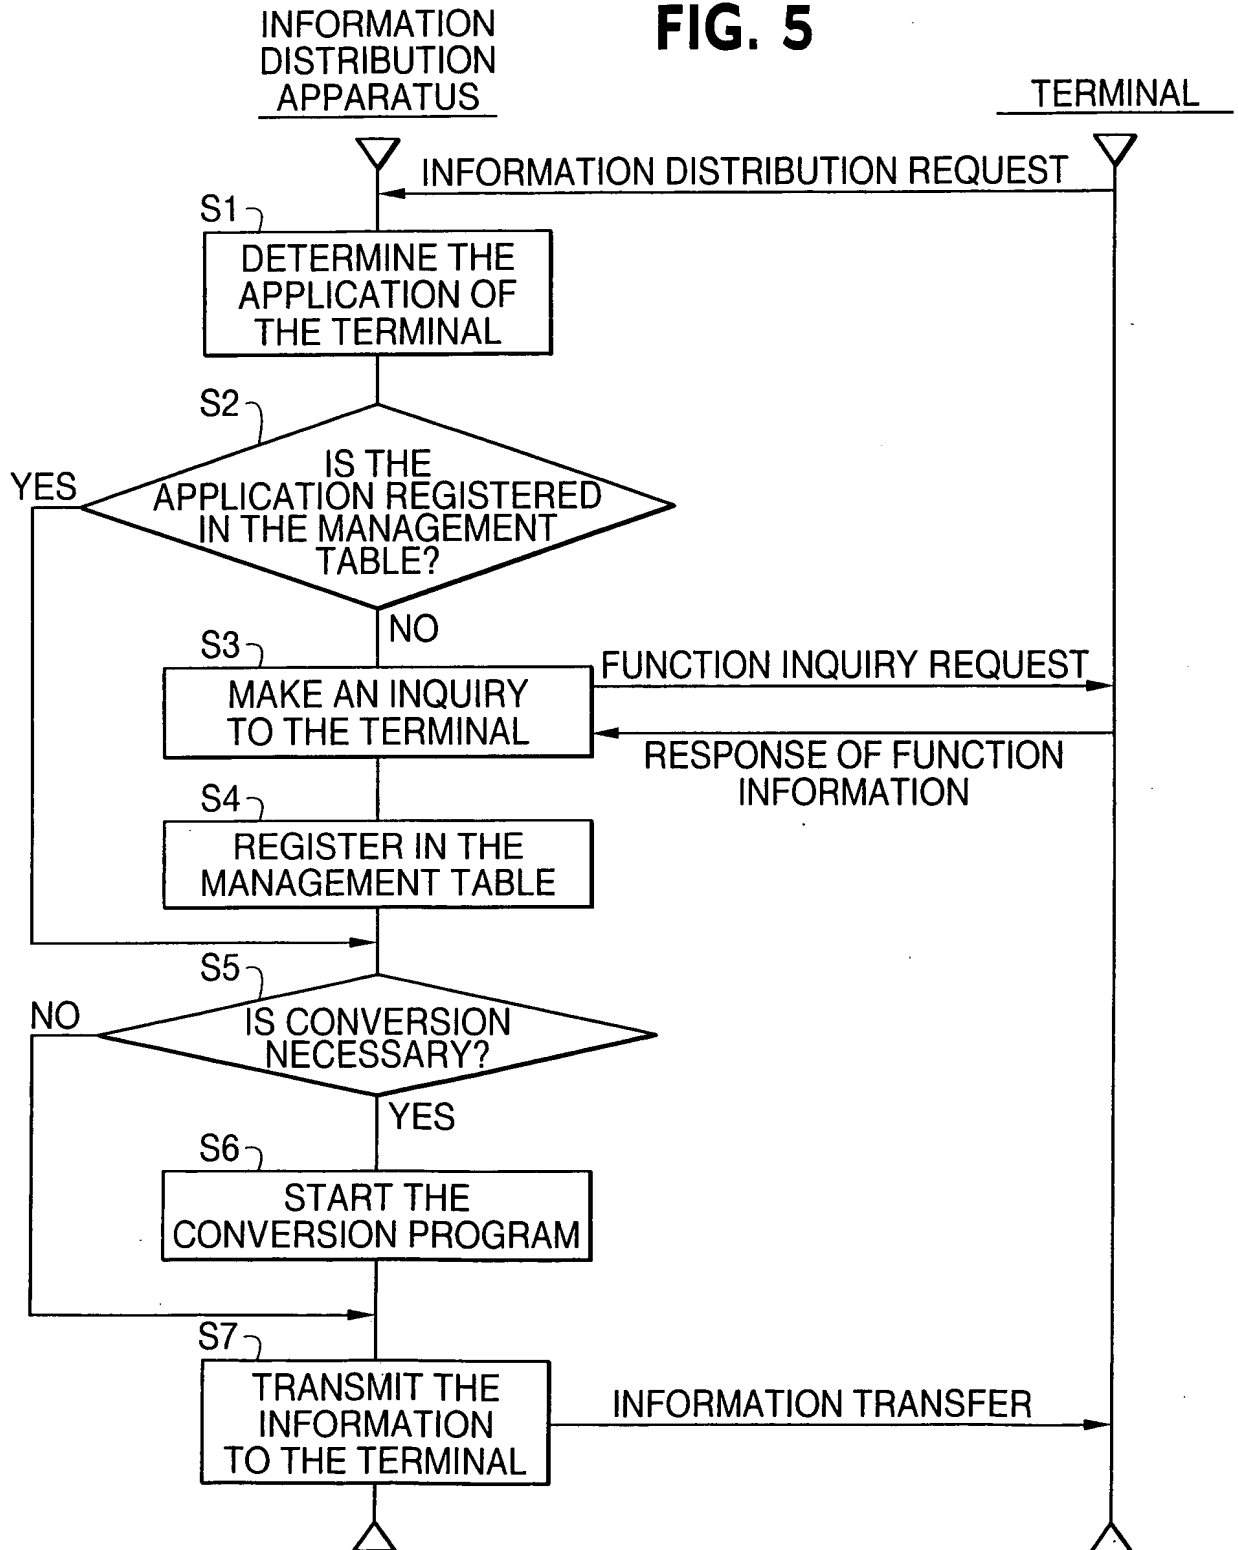 FIG. 5
INFORMATION
DISTRIBUTION
APPARATUS
TERMINAL
INFORMATION DISTRIBUTION REQUEST
S1
DETERMINE THE
APPLICATION OF
THE TERMINAL
S2
IS THE
APPLICATION REGISTERED
IN THE MANAGEMENT
TABLE?
YES
NO
S3
MAKE AN INQUIRY
TO THE TERMINAL
FUNCTION INQUIRY REQUEST
RESPONSE OF FUNCTION
INFORMATION
S4
REGISTER IN THE
MANAGEMENT TABLE
S5
IS CONVERSION
NECESSARY?
NO
YES
S6
START THE
CONVERSION PROGRAM
S7
TRANSMIT THE
INFORMATION
TO THE TERMINAL
INFORMATION TRANSFER